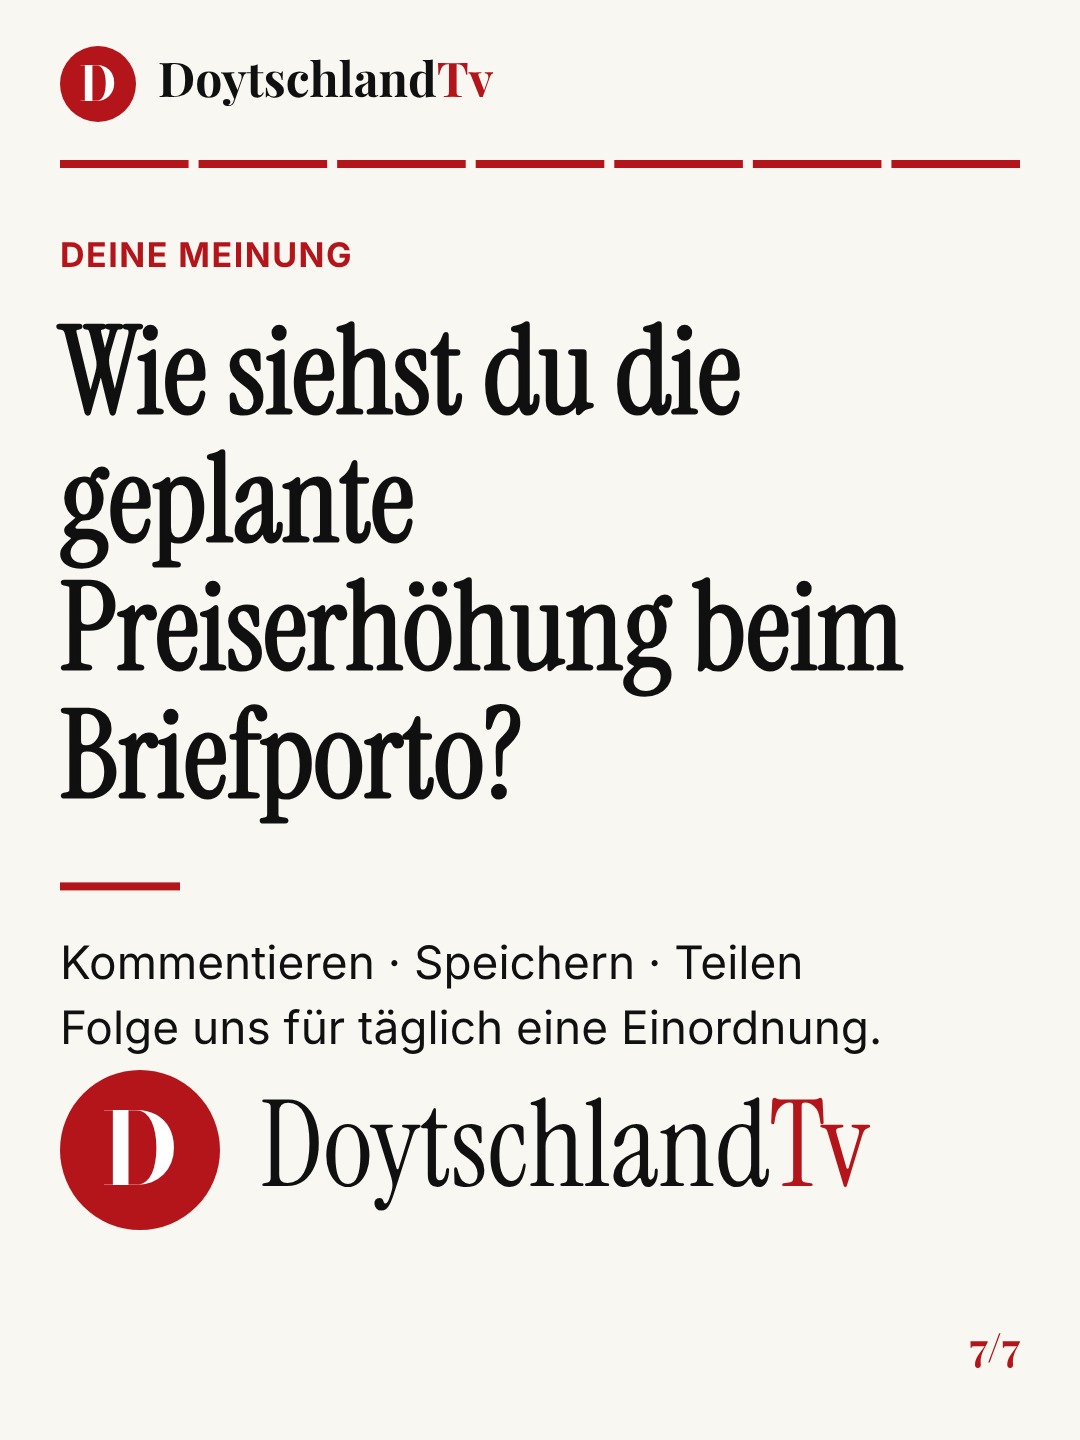 D DoytschlandTv
DEINE MEINUNG
Wie siehst du die
geplante
Preiserhöhung beim
Briefporto?
Kommentieren · Speichern · Teilen
Folge uns für täglich eine Einordnung.
D DoytschlandTv
7/7